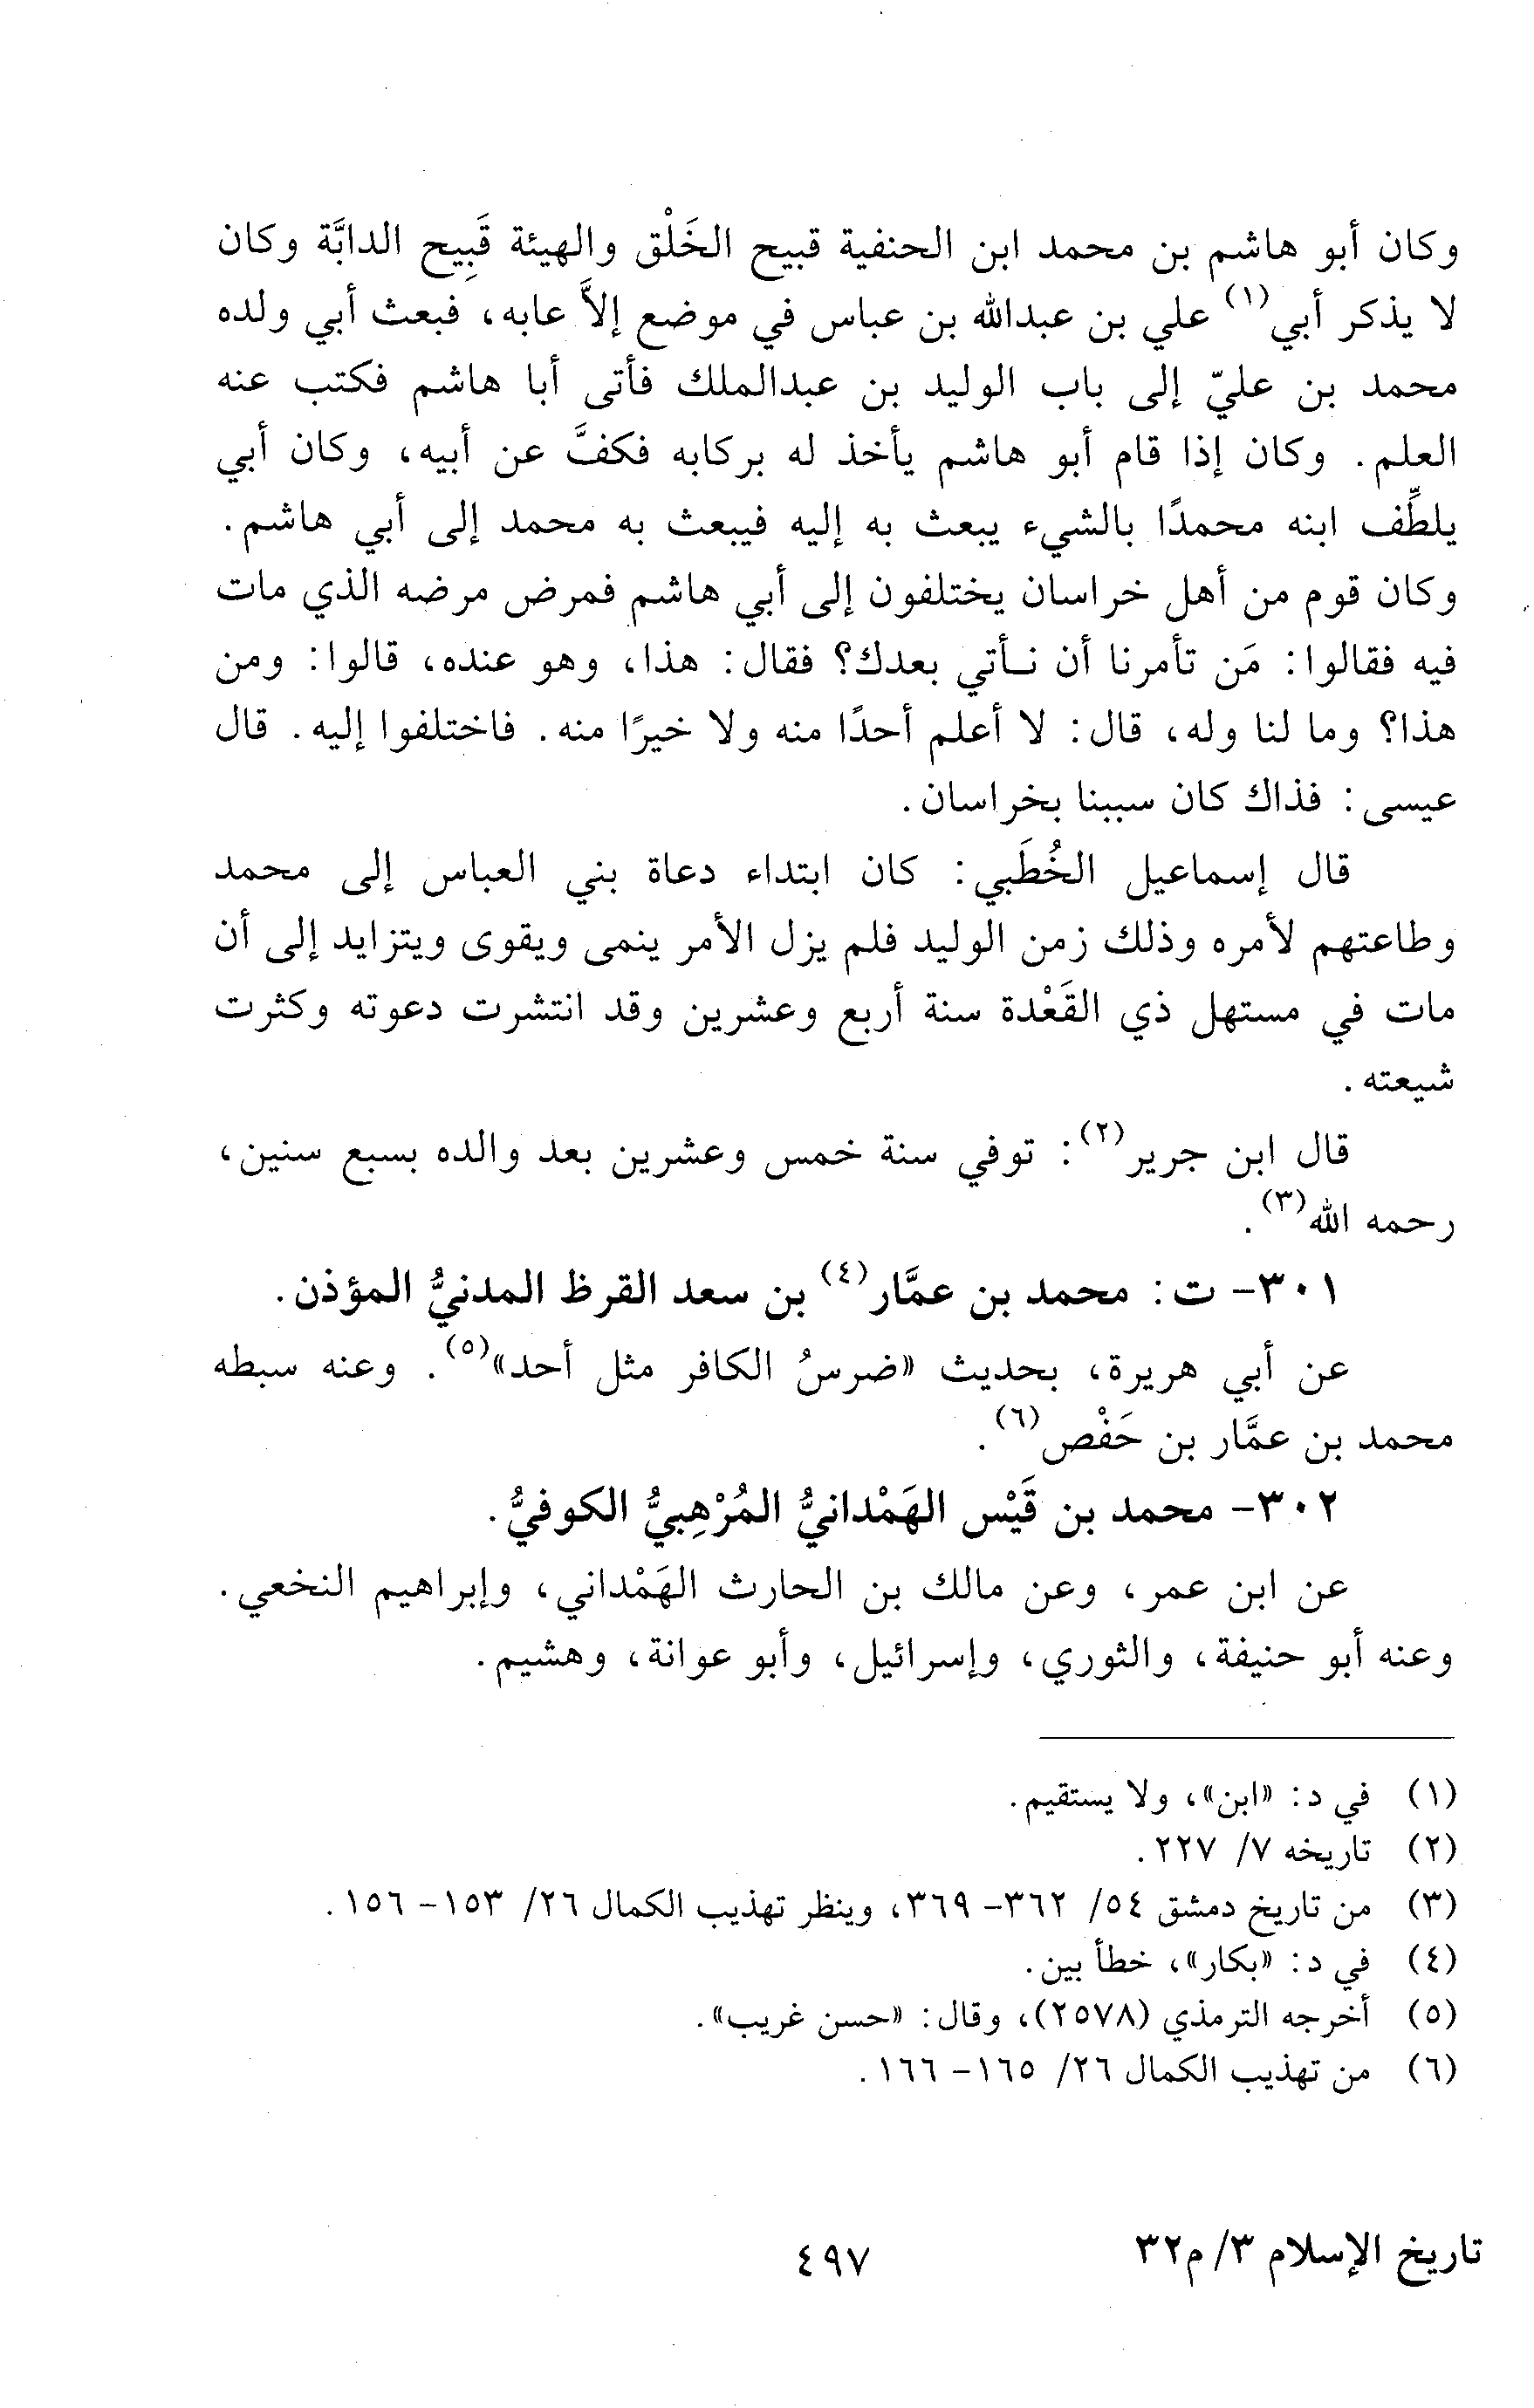 وكان أبو هاشم بن محمد ابن الحنفية قبيح الخَلْق والهيئة قَبِيح الدابَّة وكان
لا يذكر أبي(١) علي بن عبدالله بن عباس في موضع إلاَّ عابه، فبعث أبي ولده
محمد بن عليّ إلى باب الوليد بن عبدالملك فأتى أبا هاشم فكتب عنه
العلم. وكان إذا قام أبو هاشم يأخذ له بركابه فكفَّ عن أبيه، وكان أبي
يلطِّف ابنه محمدًا بالشيء يبعث به إليه فيبعث به محمد إلى أبي هاشم.
وكان قوم من أهل خراسان يختلفون إلى أبي هاشم فمرض مرضه الذي مات
فيه فقالوا: مَن تأمرنا أن نـأتي بعدك؟ فقال: هذا، وهو عنده، قالوا: ومن
هذا؟ وما لنا وله، قال: لا أعلم أحدًا منه ولا خيرًا منه. فاختلفوا إليه. قال
عيسى: فذاك كان سببنا بخراسان.
قال إسماعيل الخُطَبي: كان ابتداء دعاة بني العباس إلى محمد
وطاعتهم لأمره وذلك زمن الوليد فلم يزل الأمر ينمى ويقوى ويتزايد إلى أن
مات في مستهل ذي القَعْدة سنة أربع وعشرين وقد انتشرت دعوته وكثرت
شيعته.
قال ابن جرير(٢): توفي سنة خمس وعشرين بعد والده بسبع سنين،
رحمه الله(٣).
٣٠١- ت: محمد بن عمَّار(٤) بن سعد القرظ المدنيُّ المؤذن.
عن أبي هريرة، بحديث «ضرسُ الكافر مثل أحد»(٥). وعنه سبطه
محمد بن عمَّار بن حَفْص(٦).
٣٠٢- محمد بن قَيْس الهَمْدانيُّ المُرْهِبيُّ الكوفيُّ.
عن ابن عمر، وعن مالك بن الحارث الهَمْداني، وإبراهيم النخعي.
وعنه أبو حنيفة، والثوري، وإسرائيل، وأبو عوانة، وهشيم.
(١) في د: «ابن»، ولا يستقيم.
(٢) تاريخه ٧/ ٢٢٧.
(٣) من تاريخ دمشق ٥٤/ ٣٦٢- ٣٦٩، وينظر تهذيب الكمال ٢٦/ ١٥٣- ١٥٦.
(٤) في د: «بكار»، خطأ بين.
(٥) أخرجه الترمذي (٢٥٧٨)، وقال: «حسن غريب».
(٦) من تهذيب الكمال ٢٦/ ١٦٥- ١٦٦.
تاريخ الإسلام ٣/ م٣٢
٤٩٧